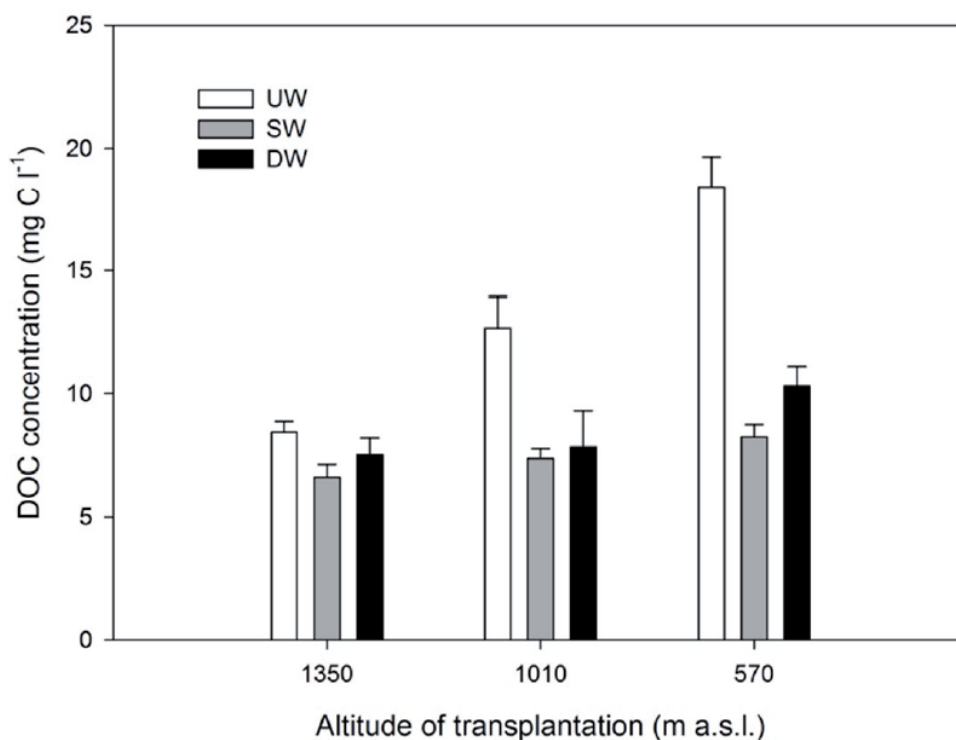 25
UW
SW
DW
20
15
10
5
0
DOC concentration (mg C l⁻¹)
1350 1010 570
Altitude of transplantation (m a.s.l.)